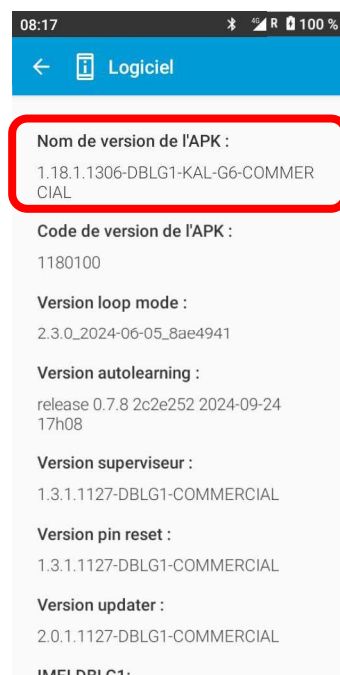 08:17 4G R 100 %
Logiciel
Nom de version de l'APK :
1.18.1.1306-DBLG1-KAL-G6-COMMER
CIAL
Code de version de l'APK :
1180100
Version loop mode :
2.3.0_2024-06-05_8ae4941
Version autolearning :
release 0.7.8 2c2e252 2024-09-24
17h08
Version superviseur :
1.3.1.1127-DBLG1-COMMERCIAL
Version pin reset :
1.3.1.1127-DBLG1-COMMERCIAL
Version updater :
2.0.1.1127-DBLG1-COMMERCIAL
IMEI DBLG1: